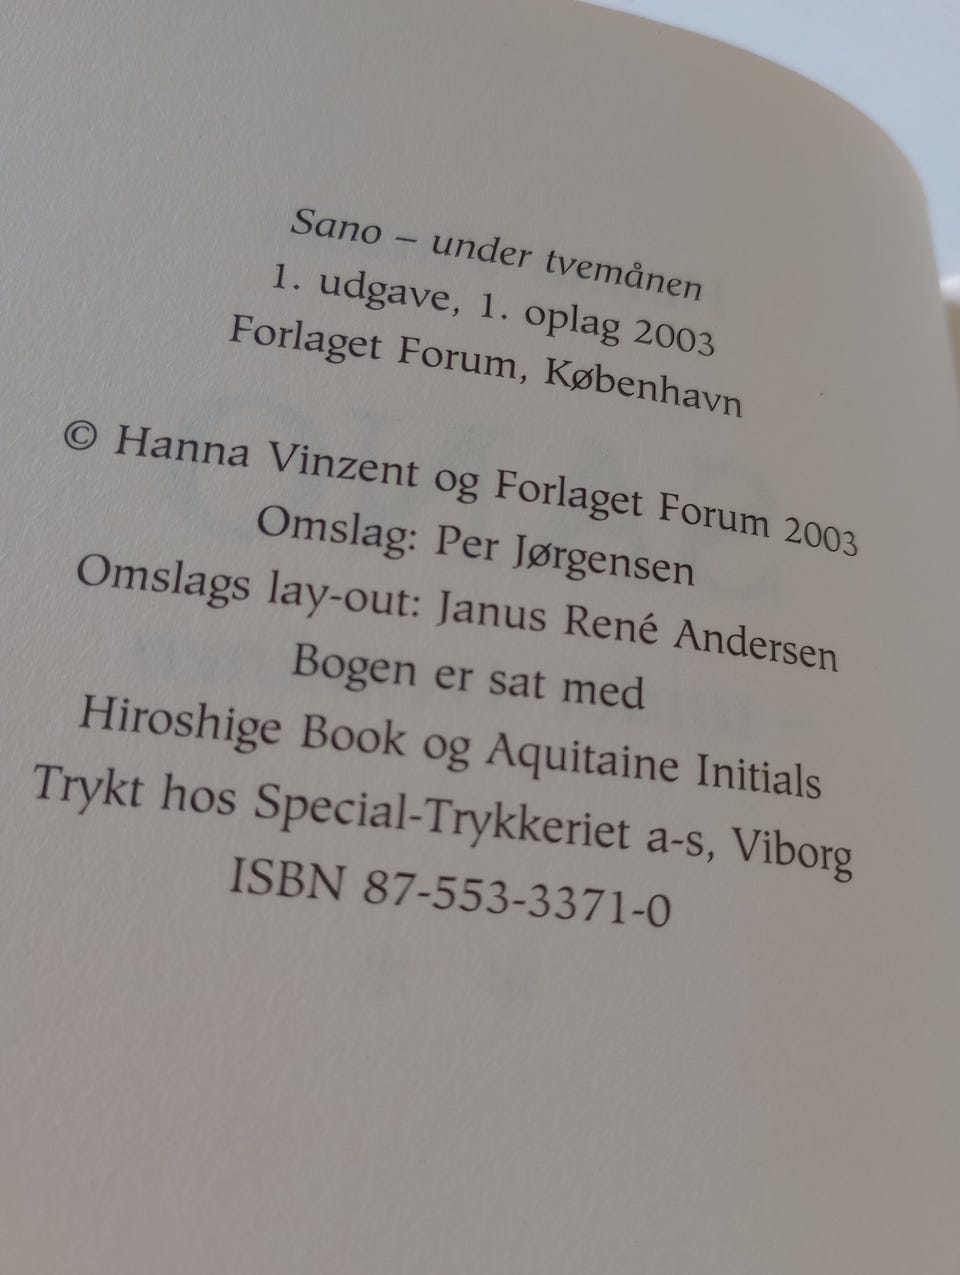 Sano – under tvemånen
1. udgave, 1. oplag 2003
Forlaget Forum, København
© Hanna Vinzent og Forlaget Forum 2003
Omslag: Per Jørgensen
Omslags lay-out: Janus René Andersen
Bogen er sat med
Hiroshige Book og Aquitaine Initials
Trykt hos Special-Trykkeriet a-s, Viborg
ISBN 87-553-3371-0